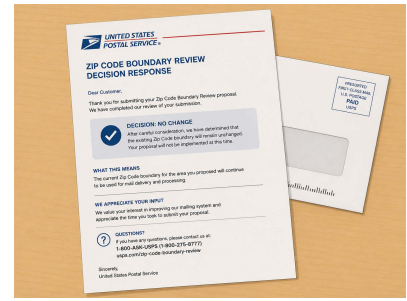 UNITED STATES
POSTAL SERVICE®
ZIP CODE BOUNDARY REVIEW
DECISION RESPONSE
Dear Customer,
Thank you for submitting your Zip Code Boundary Review proposal.
We have completed our review of your submission.
DECISION: NO CHANGE
After careful consideration, we have determined that
the existing Zip Code boundary will remain unchanged.
Your proposal will not be implemented at this time.
WHAT THIS MEANS
The current Zip Code boundary for the area you proposed will continue
to be used for mail delivery and processing.
WE APPRECIATE YOUR INPUT
We value your interest in improving our mailing system and
appreciate the time you took to submit your proposal.
?
QUESTIONS?
If you have any questions, please contact us at:
1-800-ASK-USPS (1-800-275-8777)
usps.com/zip-code-boundary-review
Sincerely,
United States Postal Service
PRESORTED
FIRST-CLASS MAIL
U.S. POSTAGE
PAID
USPS